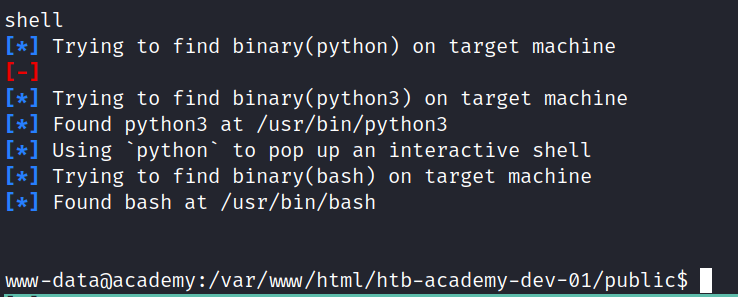 shell
[*] Trying to find binary(python) on target machine
[-]
[*] Trying to find binary(python3) on target machine
[*] Found python3 at /usr/bin/python3
[*] Using `python` to pop up an interactive shell
[*] Trying to find binary(bash) on target machine
[*] Found bash at /usr/bin/bash
www-data@academy:/var/www/html/htb-academy-dev-01/public$